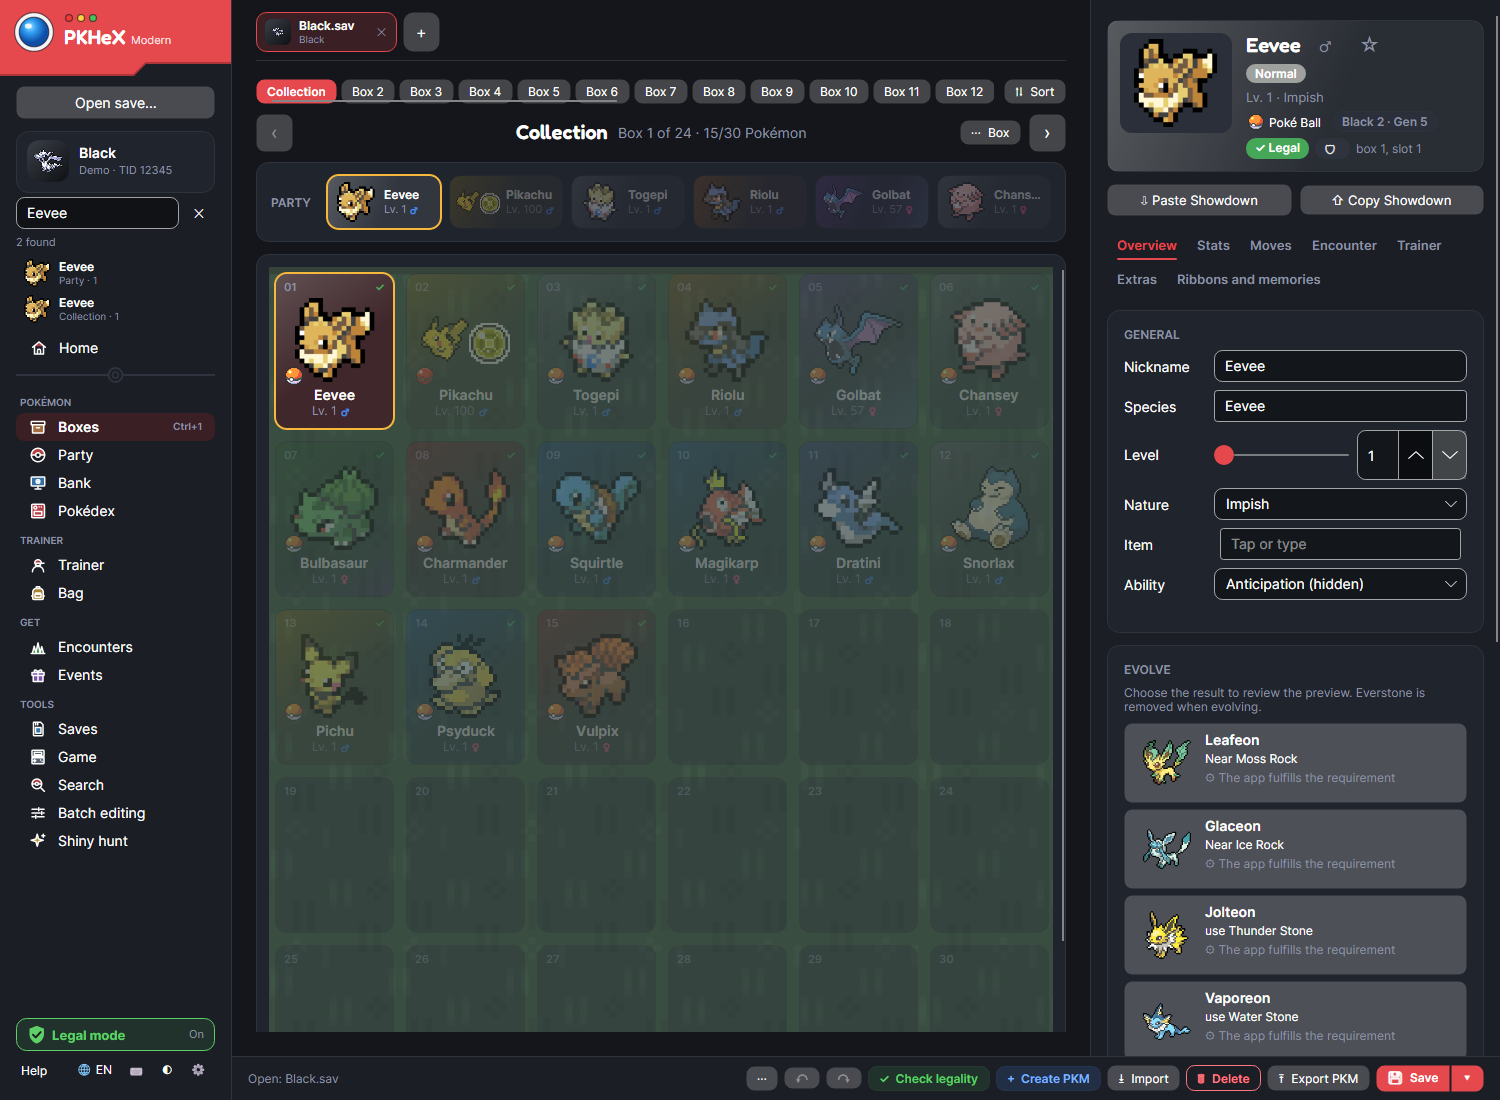 PKHeX Modern
Open save...
Black
Demo · TID 12345
Eevee
2 found
Eevee
Party · 1
Eevee
Collection · 1
Home
POKÉMON
Boxes Ctrl+1
Party
Bank
Pokédex
TRAINER
Trainer
Bag
GET
Encounters
Events
TOOLS
Saves
Game
Search
Batch editing
Shiny hunt
Legal mode On
Help EN
Black.sav
Black
+
Collection Box 2 Box 3 Box 4 Box 5 Box 6 Box 7 Box 8 Box 9 Box 10 Box 11 Box 12 Sort
Collection Box 1 of 24 · 15/30 Pokémon ··· Box
PARTY
Eevee
Lv. 1 ♂
Pikachu
Lv. 100 ♂
Togepi
Lv. 1 ♂
Riolu
Lv. 1 ♂
Golbat
Lv. 57 ♀
Chans...
Lv. 1 ♀
01
Eevee
Lv. 1 ♂
02
Pikachu
Lv. 100 ♂
03
Togepi
Lv. 1 ♂
04
Riolu
Lv. 1 ♂
05
Golbat
Lv. 57 ♀
06
Chansey
Lv. 1 ♀
07
Bulbasaur
Lv. 1 ♀
08
Charmander
Lv. 1 ♂
09
Squirtle
Lv. 1 ♂
10
Magikarp
Lv. 1 ♀
11
Dratini
Lv. 1 ♂
12
Snorlax
Lv. 1 ♂
13
Pichu
Lv. 1 ♂
14
Psyduck
Lv. 1 ♀
15
Vulpix
Lv. 1 ♀
16 17 18
19 20 21 22 23 24
25 26 27 28 29 30
Open: Black.sav
··· Check legality + Create PKM Import Delete Export PKM Save
Eevee ♂
Normal
Lv. 1 · Impish
Poké Ball Black 2 · Gen 5
✓ Legal box 1, slot 1
Paste Showdown Copy Showdown
Overview Stats Moves Encounter Trainer
Extras Ribbons and memories
GENERAL
Nickname Eevee
Species Eevee
Level 1
Nature Impish
Item Tap or type
Ability Anticipation (hidden)
EVOLVE
Choose the result to review the preview. Everstone is
removed when evolving.
Leafeon
Near Moss Rock
The app fulfills the requirement
Glaceon
Near Ice Rock
The app fulfills the requirement
Jolteon
use Thunder Stone
The app fulfills the requirement
Vaporeon
use Water Stone
The app fulfills the requirement